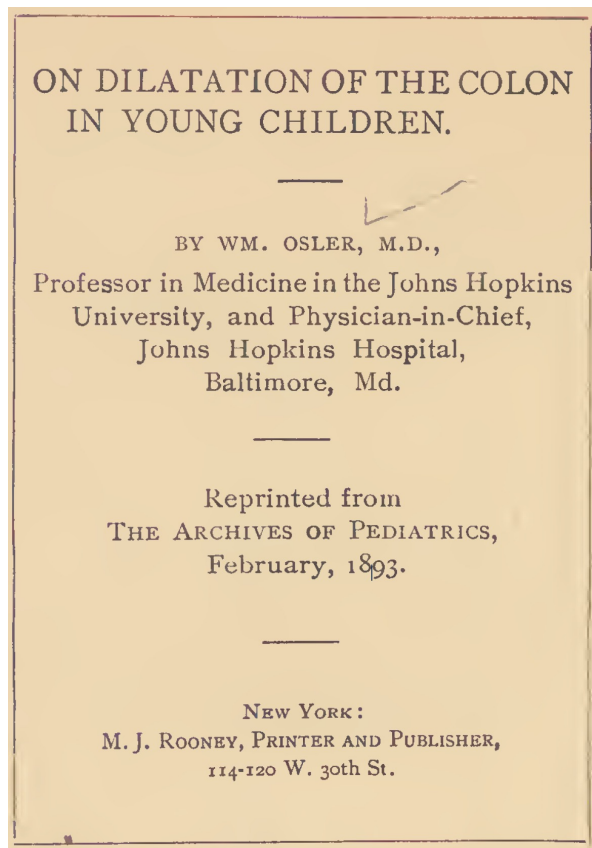 ON DILATATION OF THE COLON
IN YOUNG CHILDREN.
BY WM. OSLER, M.D.,
Professor in Medicine in the Johns Hopkins
University, and Physician-in-Chief,
Johns Hopkins Hospital,
Baltimore, Md.
Reprinted from
THE ARCHIVES OF PEDIATRICS,
February, 1893.
NEW YORK:
M. J. ROONEY, PRINTER AND PUBLISHER,
114-120 W. 30th St.